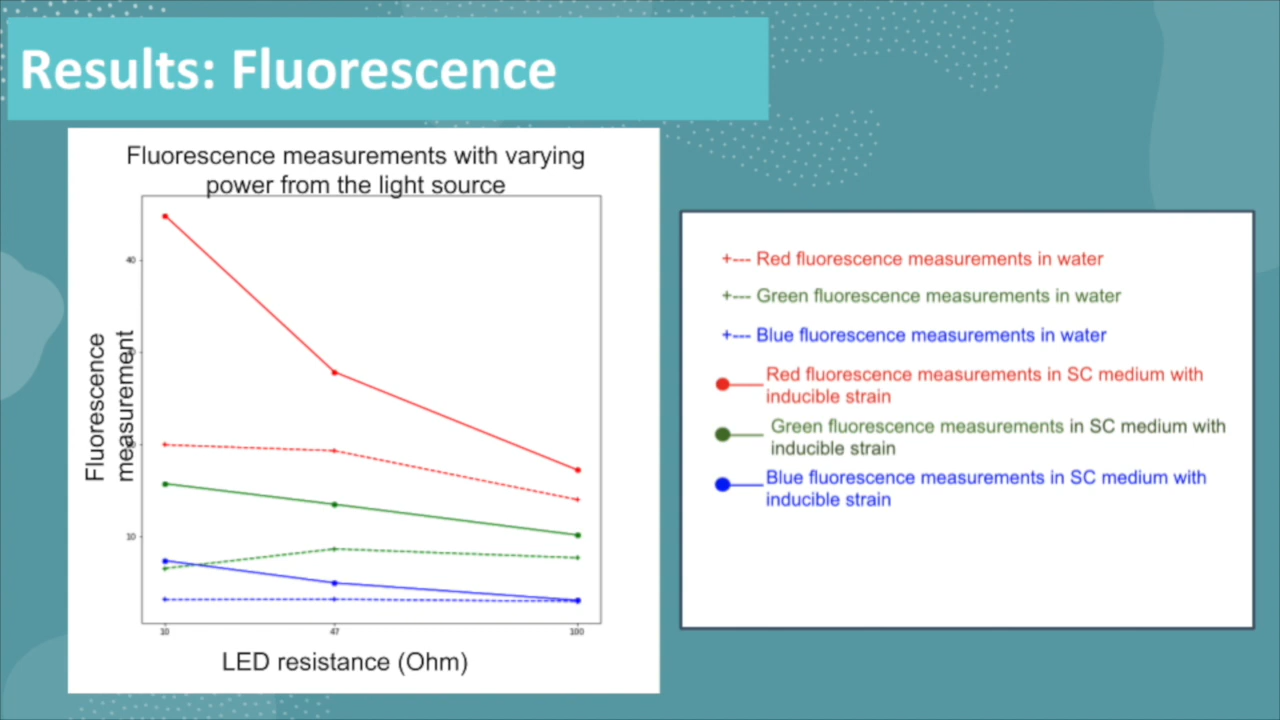 Results: Fluorescence
Fluorescence measurements with varying
power from the light source
40
10
10
47
100
Fluorescence
measurement
LED resistance (Ohm)
+--- Red fluorescence measurements in water
+--- Green fluorescence measurements in water
+--- Blue fluorescence measurements in water
Red fluorescence measurements in SC medium with
inducible strain
Green fluorescence measurements in SC medium with
inducible strain
Blue fluorescence measurements in SC medium with
inducible strain